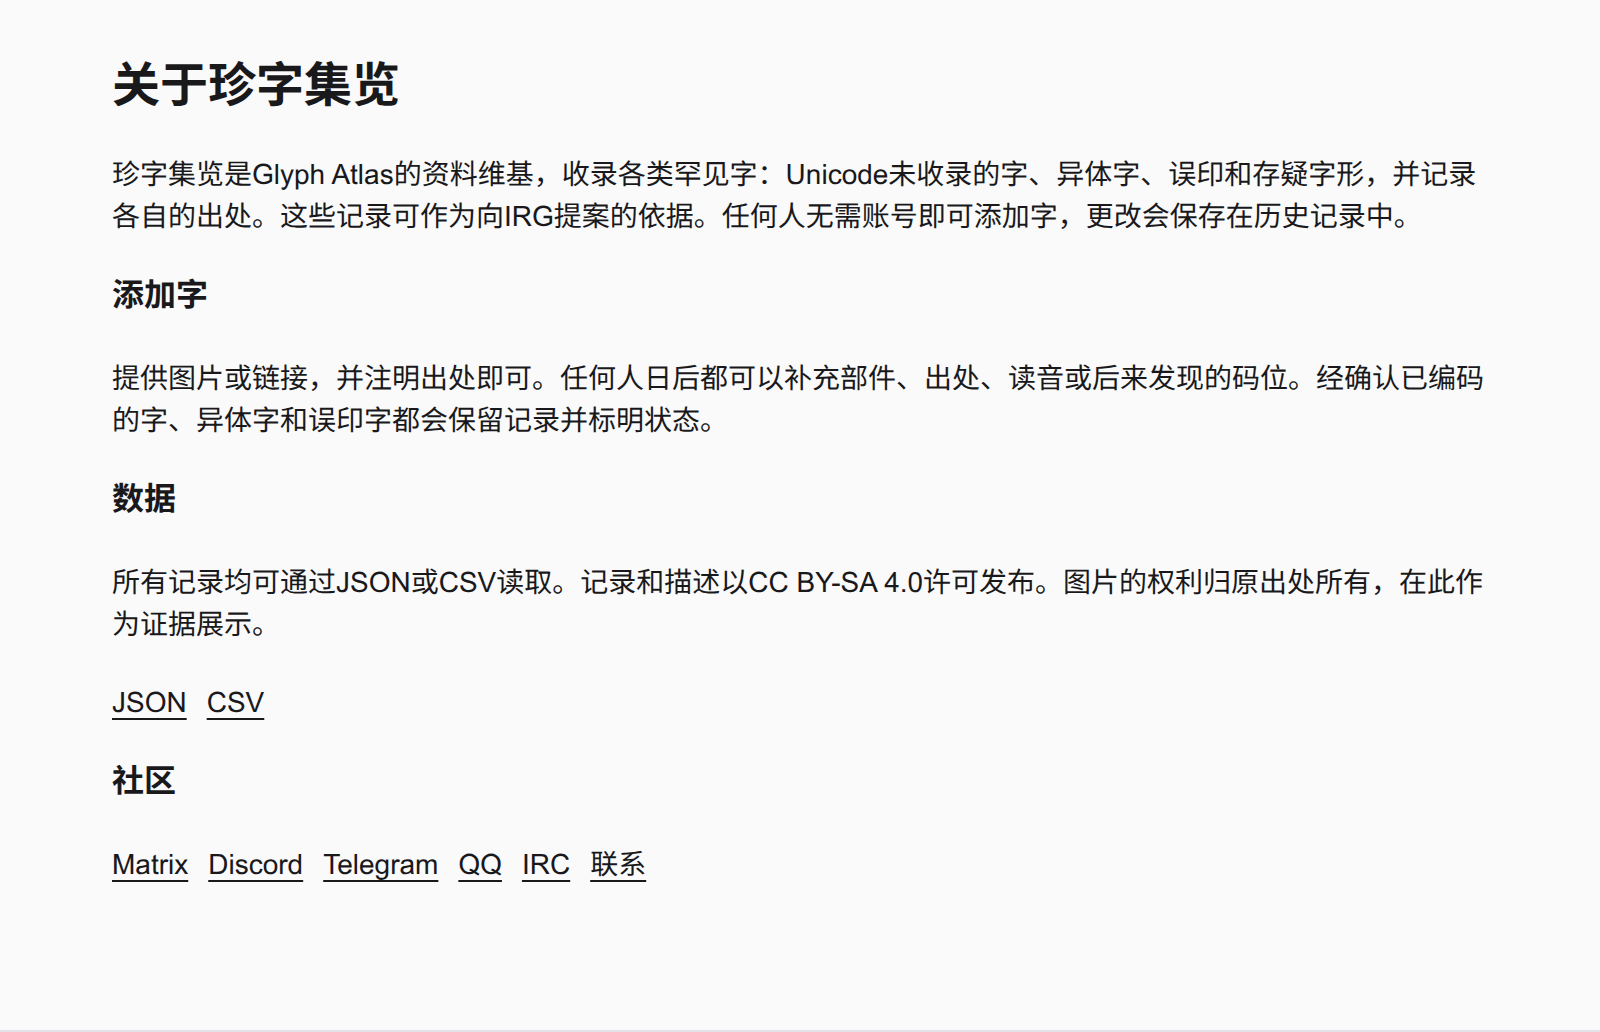 关于珍字集览
珍字集览是Glyph Atlas的资料维基，收录各类罕见字：Unicode未收录的字、异体字、误印和存疑字形，并记录
各自的出处。这些记录可作为向IRG提案的依据。任何人无需账号即可添加字，更改会保存在历史记录中。
添加字
提供图片或链接，并注明出处即可。任何人日后都可以补充部件、出处、读音或后来发现的码位。经确认已编码
的字、异体字和误印字都会保留记录并标明状态。
数据
所有记录均可通过JSON或CSV读取。记录和描述以CC BY-SA 4.0许可发布。图片的权利归原出处所有，在此作
为证据展示。
JSON CSV
社区
Matrix Discord Telegram QQ IRC 联系